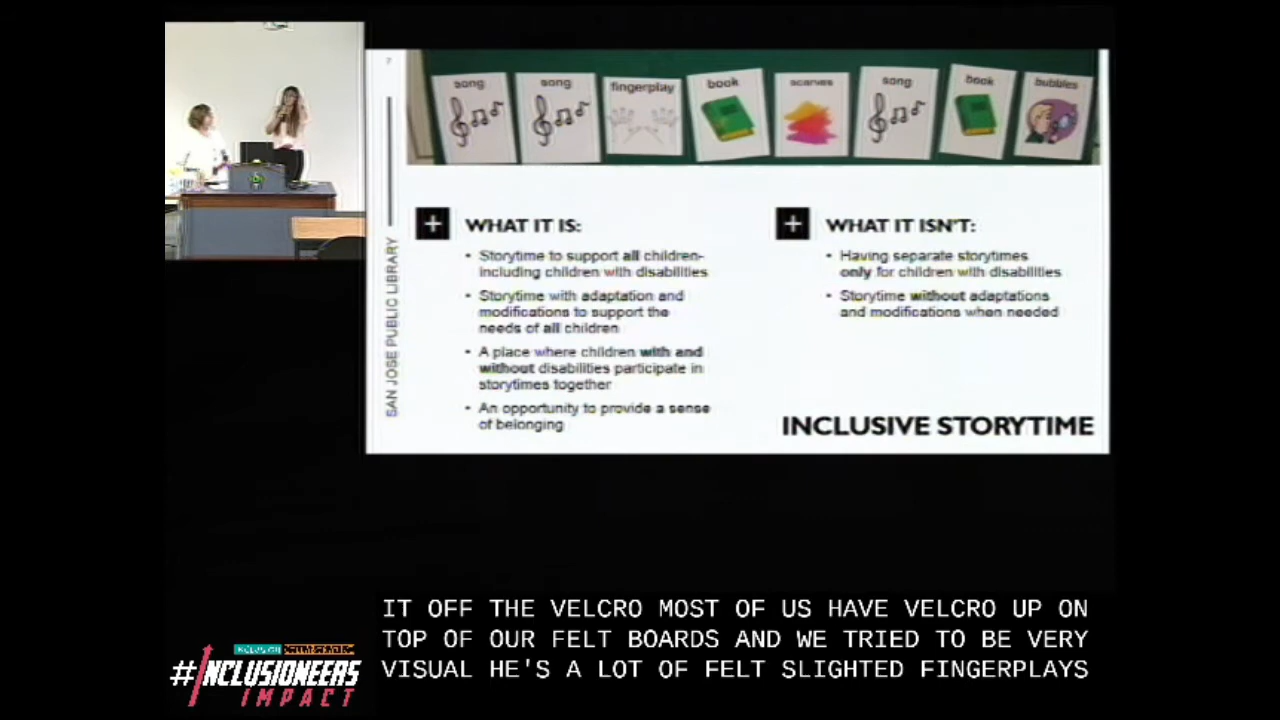 7
song
song
fingerplay
book
scarves
song
book
bubbles
SAN JOSE PUBLIC LIBRARY
WHAT IT IS:
• Storytime to support all children-
including children with disabilities
• Storytime with adaptation and
modifications to support the
needs of all children
• A place where children with and
without disabilities participate in
storytimes together
• An opportunity to provide a sense
of belonging
WHAT IT ISN'T:
• Having separate storytimes
only for children with disabilities
• Storytime without adaptations
and modifications when needed
INCLUSIVE STORYTIME
IT OFF THE VELCRO MOST OF US HAVE VELCRO UP ON
TOP OF OUR FELT BOARDS AND WE TRIED TO BE VERY
VISUAL HE'S A LOT OF FELT SLIGHTED FINGERPLAYS
#INCLUSIONEERS
IMPACT